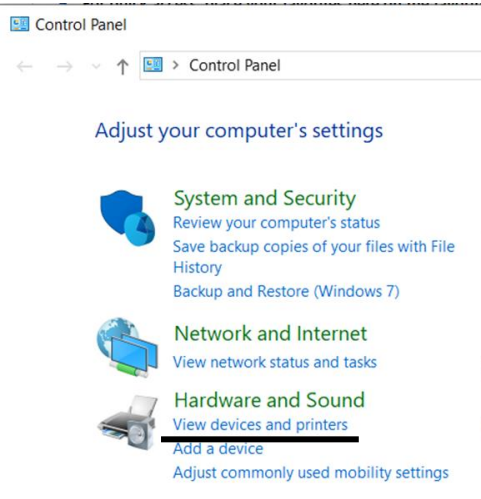 Control Panel
Control Panel
Adjust your computer's settings
System and Security
Review your computer's status
Save backup copies of your files with File
History
Backup and Restore (Windows 7)
Network and Internet
View network status and tasks
Hardware and Sound
View devices and printers
Add a device
Adjust commonly used mobility settings